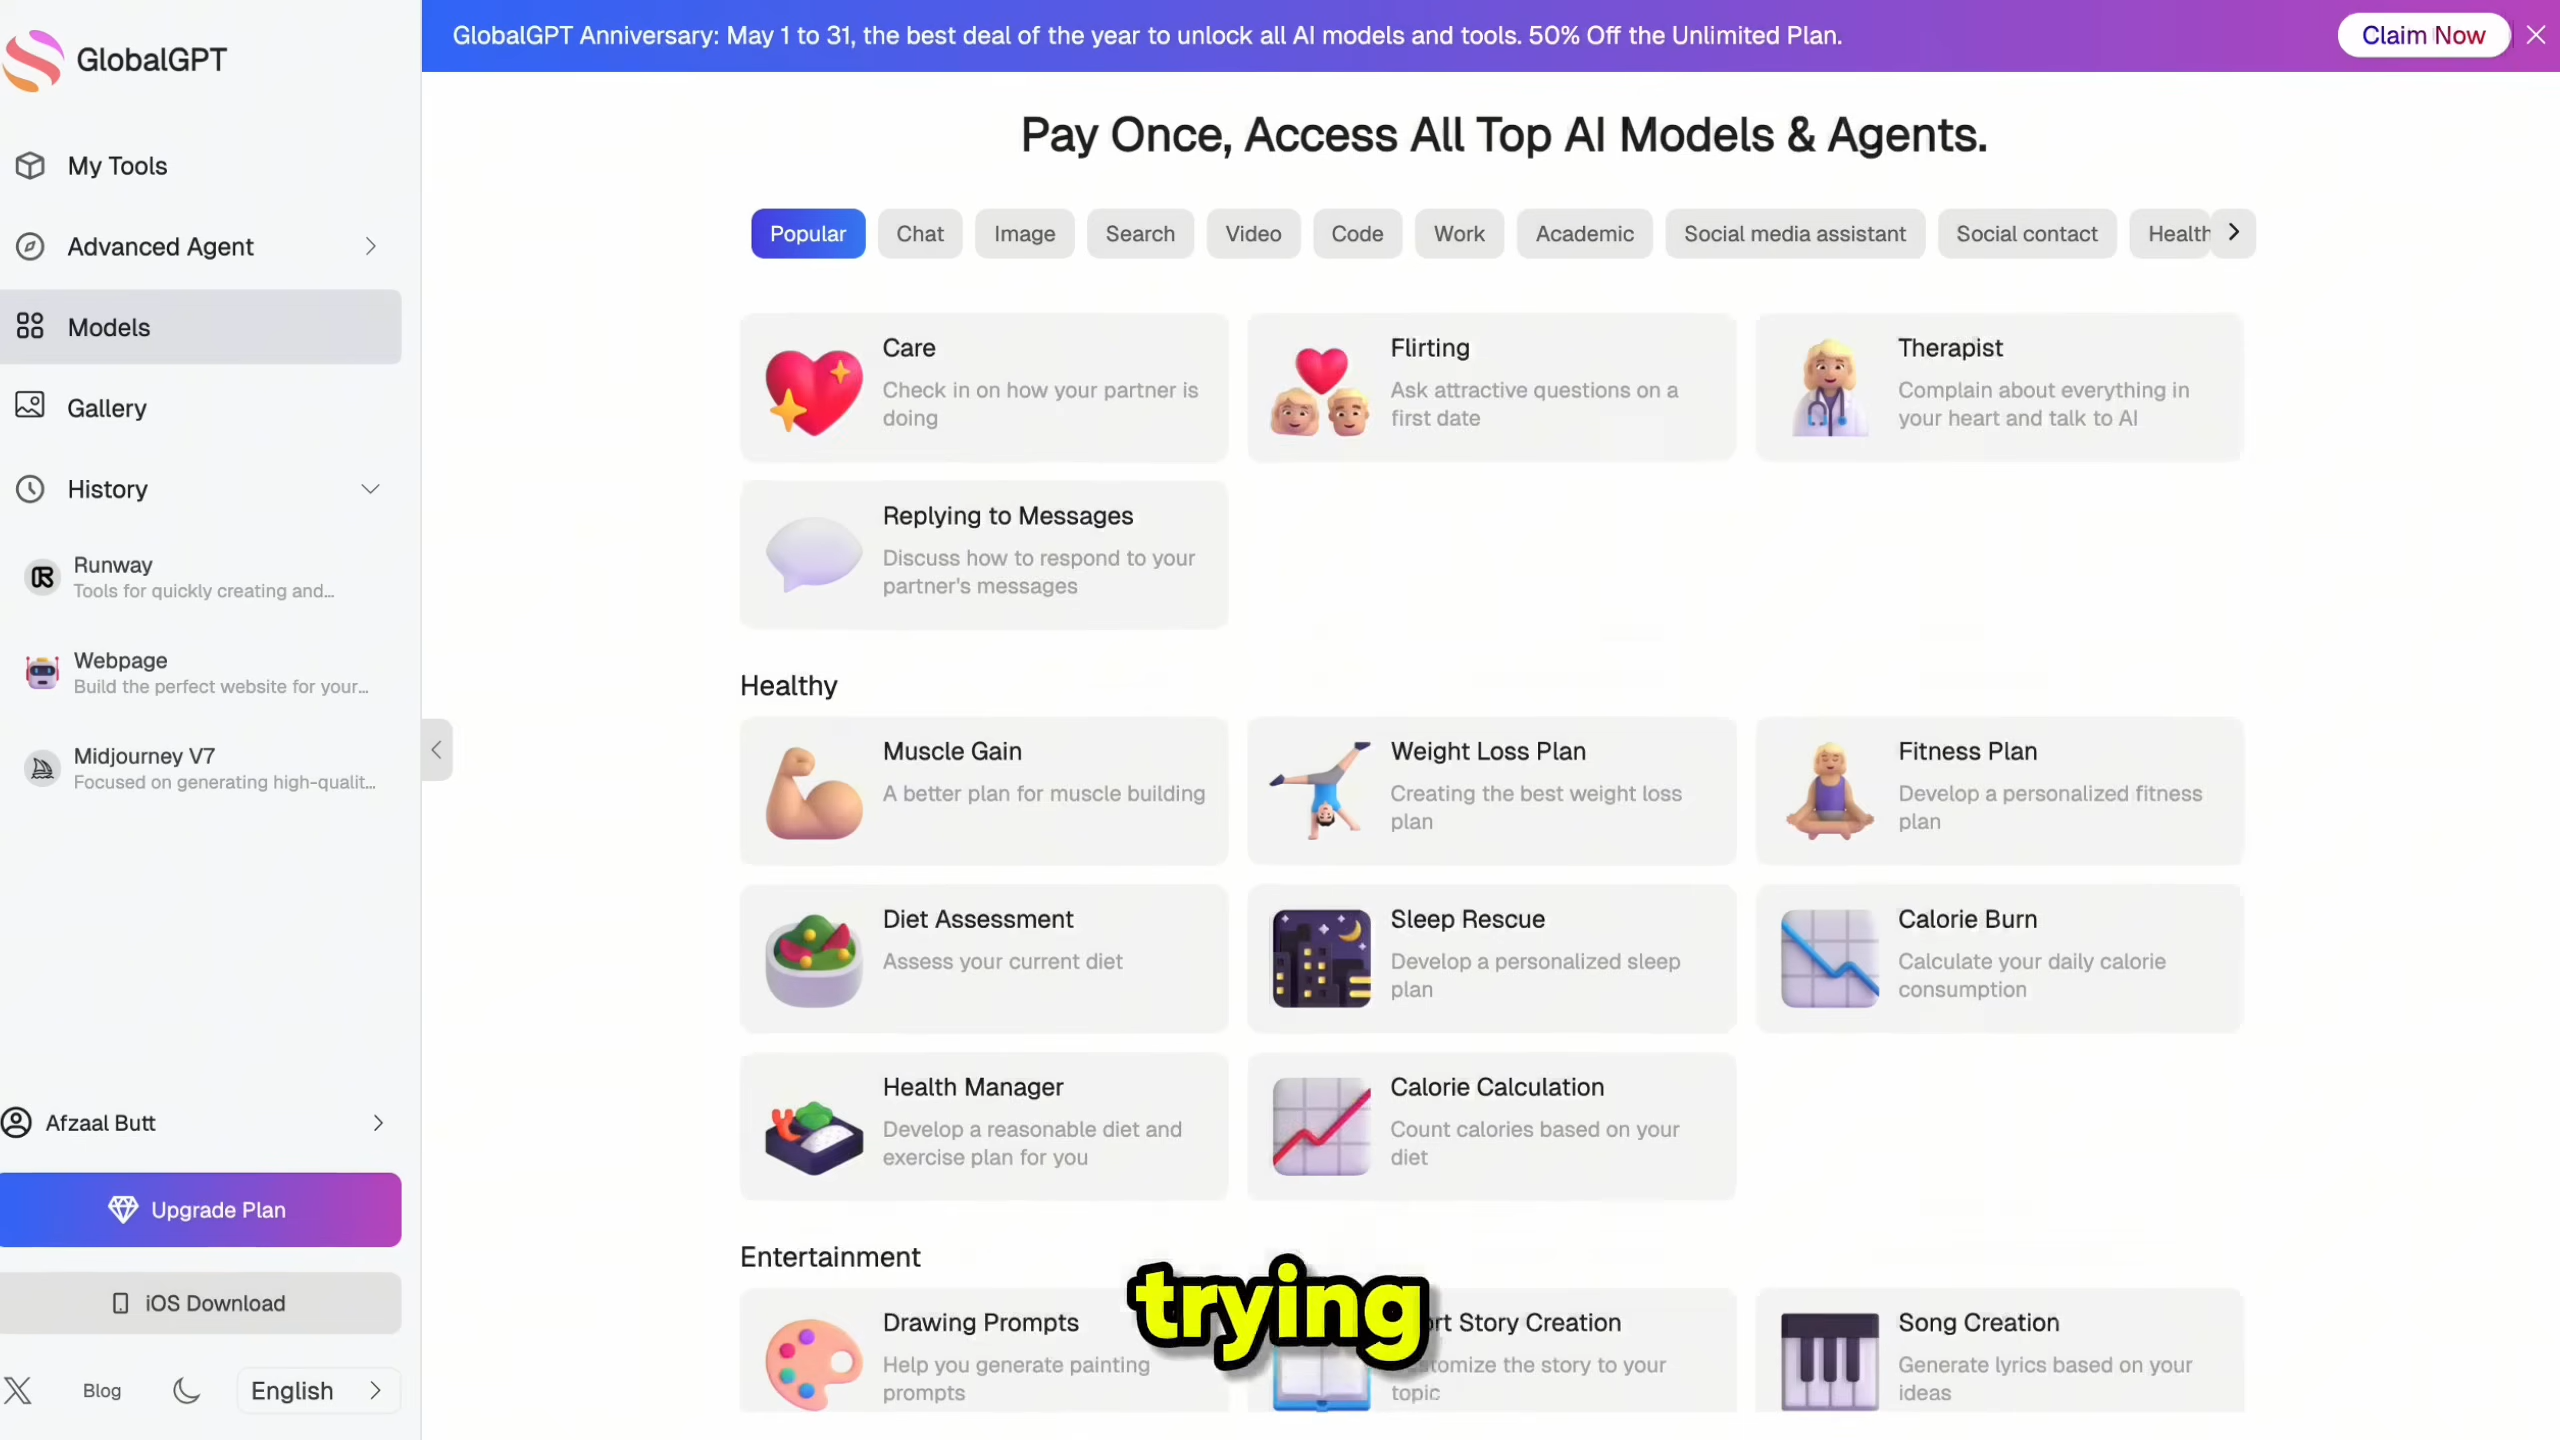 GlobalGPT
My Tools
Advanced Agent
Models
Gallery
History
Runway
Tools for quickly creating and...
Webpage
Build the perfect website for your...
Midjourney V7
Focused on generating high-qualit...
Afzaal Butt
Upgrade Plan
iOS Download
Blog
English
GlobalGPT Anniversary: May 1 to 31, the best deal of the year to unlock all AI models and tools. 50% Off the Unlimited Plan.
Claim Now
Pay Once, Access All Top AI Models & Agents.
Popular Chat Image Search Video Code Work Academic Social media assistant Social contact Health
Care
Check in on how your partner is
doing
Flirting
Ask attractive questions on a
first date
Therapist
Complain about everything in
your heart and talk to AI
Replying to Messages
Discuss how to respond to your
partner's messages
Healthy
Muscle Gain
A better plan for muscle building
Weight Loss Plan
Creating the best weight loss
plan
Fitness Plan
Develop a personalized fitness
plan
Diet Assessment
Assess your current diet
Sleep Rescue
Develop a personalized sleep
plan
Calorie Burn
Calculate your daily calorie
consumption
Health Manager
Develop a reasonable diet and
exercise plan for you
Calorie Calculation
Count calories based on your
diet
Entertainment
Drawing Prompts
Help you generate painting
prompts
trying
Story Creation
the story to your
topic
Song Creation
Generate lyrics based on your
ideas